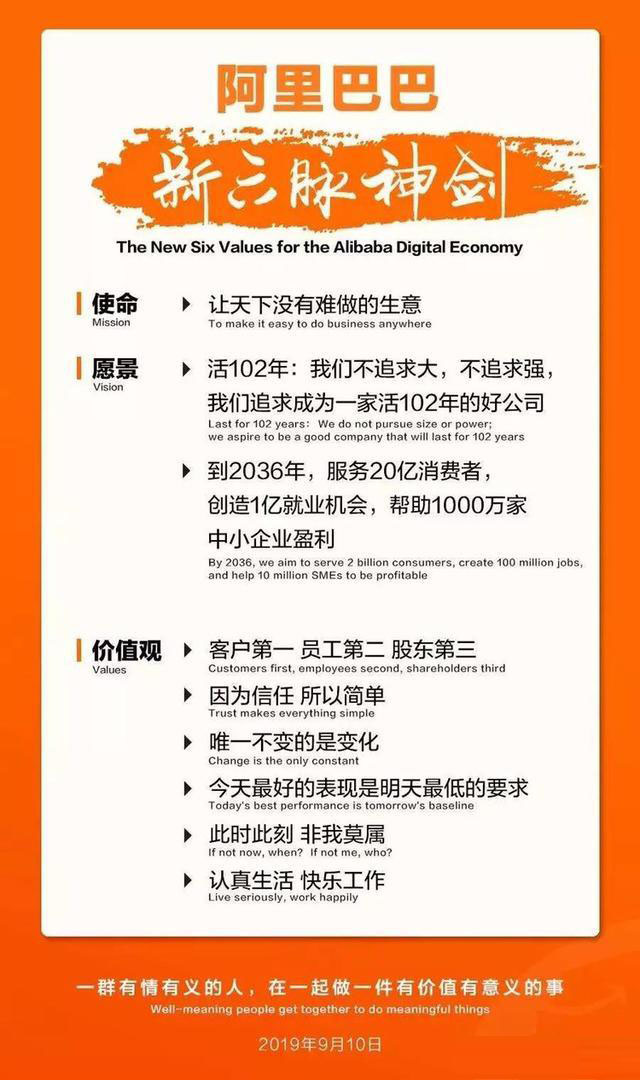 阿里巴巴
新六脉神剑
The New Six Values for the Alibaba Digital Economy
使命
Mission
让天下没有难做的生意
To make it easy to do business anywhere
愿景
Vision
活102年：我们不追求大，不追求强，
我们追求成为一家活102年的好公司
Last for 102 years: We do not pursue size or power;
we aspire to be a good company that will last for 102 years
到2036年，服务20亿消费者，
创造1亿就业机会，帮助1000万家
中小企业盈利
By 2036, we aim to serve 2 billion consumers, create 100 million jobs,
and help 10 million SMEs to be profitable
价值观
Values
客户第一 员工第二 股东第三
Customers first, employees second, shareholders third
因为信任 所以简单
Trust makes everything simple
唯一不变的是变化
Change is the only constant
今天最好的表现是明天最低的要求
Today's best performance is tomorrow's baseline
此时此刻 非我莫属
If not now, when? If not me, who?
认真生活 快乐工作
Live seriously, work happily
一群有情有义的人，在一起做一件有价值有意义的事
Well-meaning people get together to do meaningful things
2019年9月10日